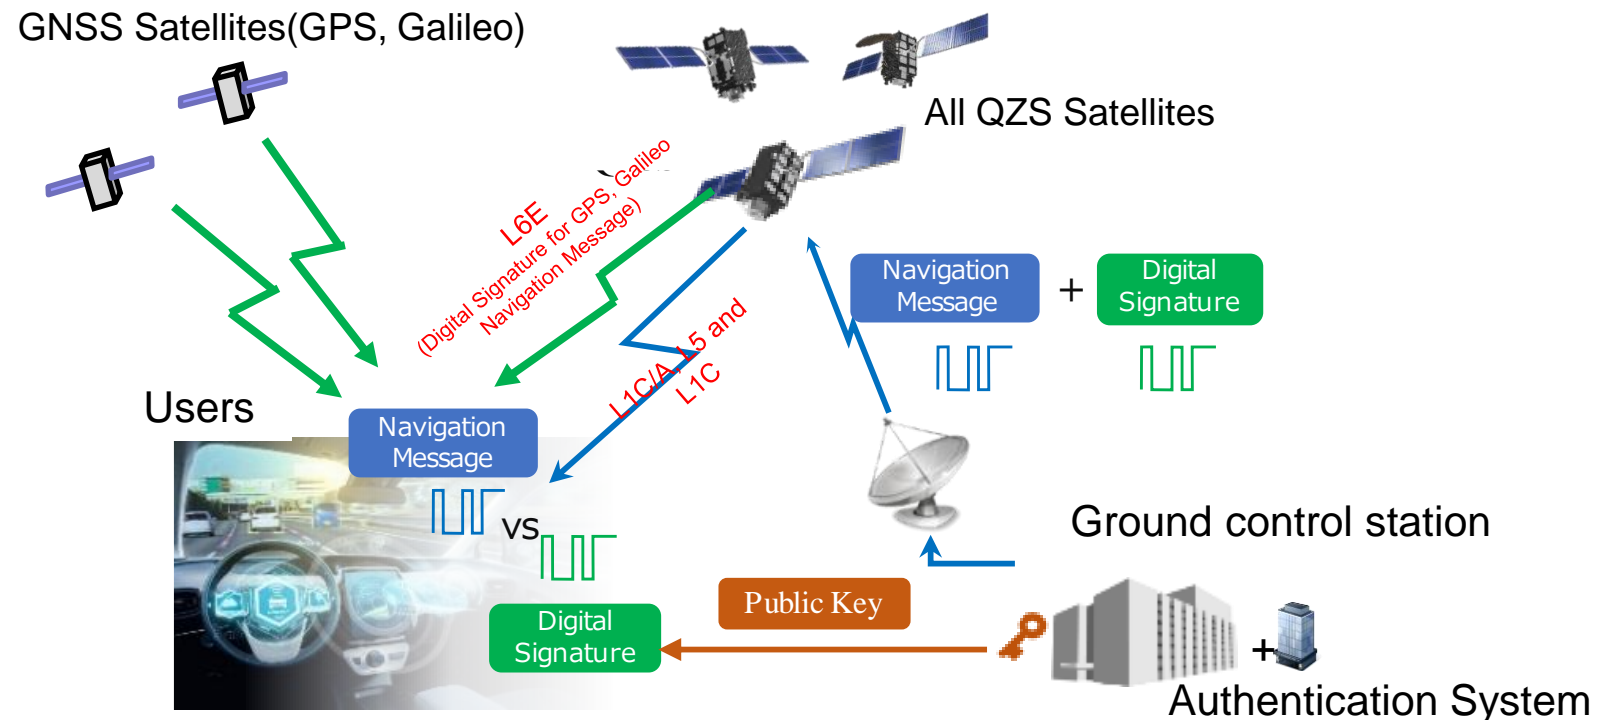 GNSS Satellites(GPS, Galileo)
All QZS Satellites
L6E
(Digital Signature for GPS, Galileo
Navigation Message)
L1C/A, L5 and
L1C
Navigation
Message
+
Digital
Signature
Users
Navigation
Message
VS
Digital
Signature
Public Key
Ground control station
+
Authentication System